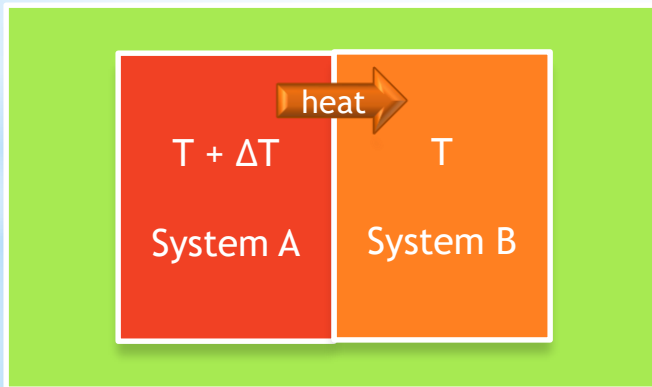 heat
T + ΔT
T
System A
System B